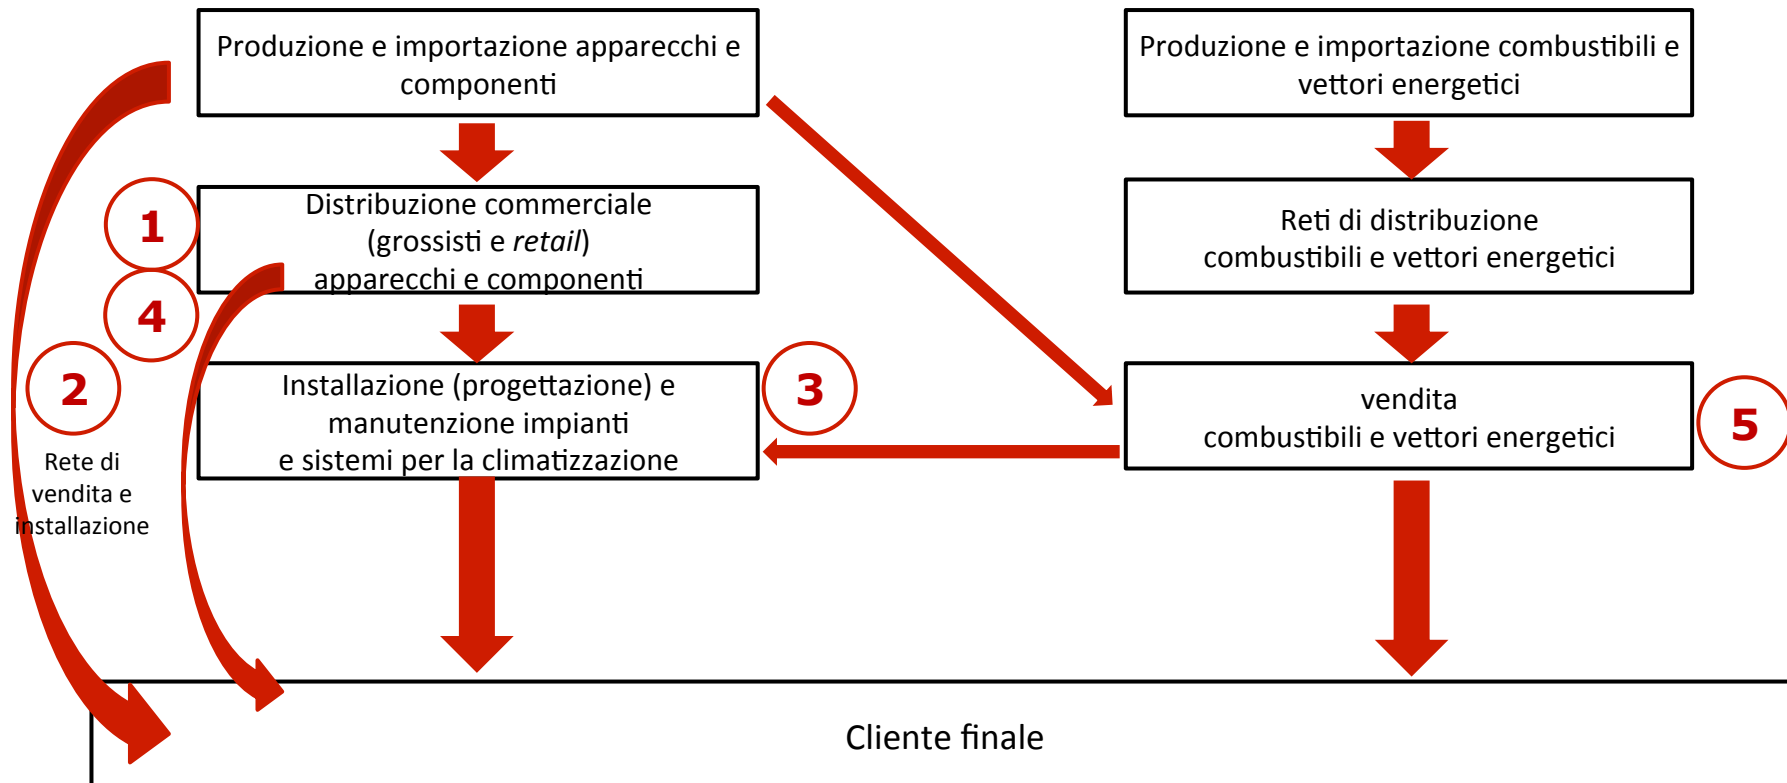 Produzione e importazione apparecchi e
componenti
Produzione e importazione combustibili e
vettori energetici
1
Distribuzione commerciale
(grossisti e retail)
apparecchi e componenti
Reti di distribuzione
combustibili e vettori energetici
4
2
Installazione (progettazione) e
manutenzione impianti
e sistemi per la climatizzazione
3
vendita
combustibili e vettori energetici
5
Rete di
vendita e
installazione
Cliente finale